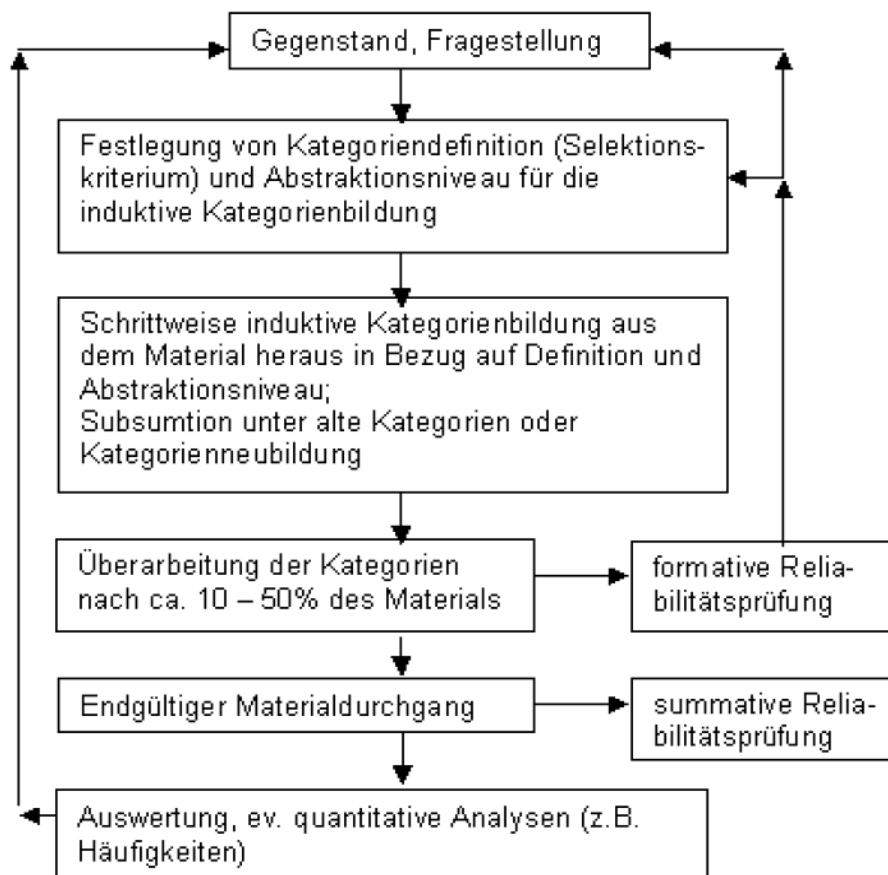 Gegenstand, Fragestellung
Festlegung von Kategoriendefinition (Selektions-
kriterium) und Abstraktionsniveau für die
induktive Kategorienbildung
Schrittweise induktive Kategorienbildung aus
dem Material heraus in Bezug auf Definition und
Abstraktionsniveau;
Subsumtion unter alte Kategorien oder
Kategorienneubildung
Überarbeitung der Kategorien
nach ca. 10 – 50% des Materials
formative Relia-
bilitätsprüfung
Endgültiger Materialdurchgang
summative Relia-
bilitätsprüfung
Auswertung, ev. quantitative Analysen (z.B.
Häufigkeiten)